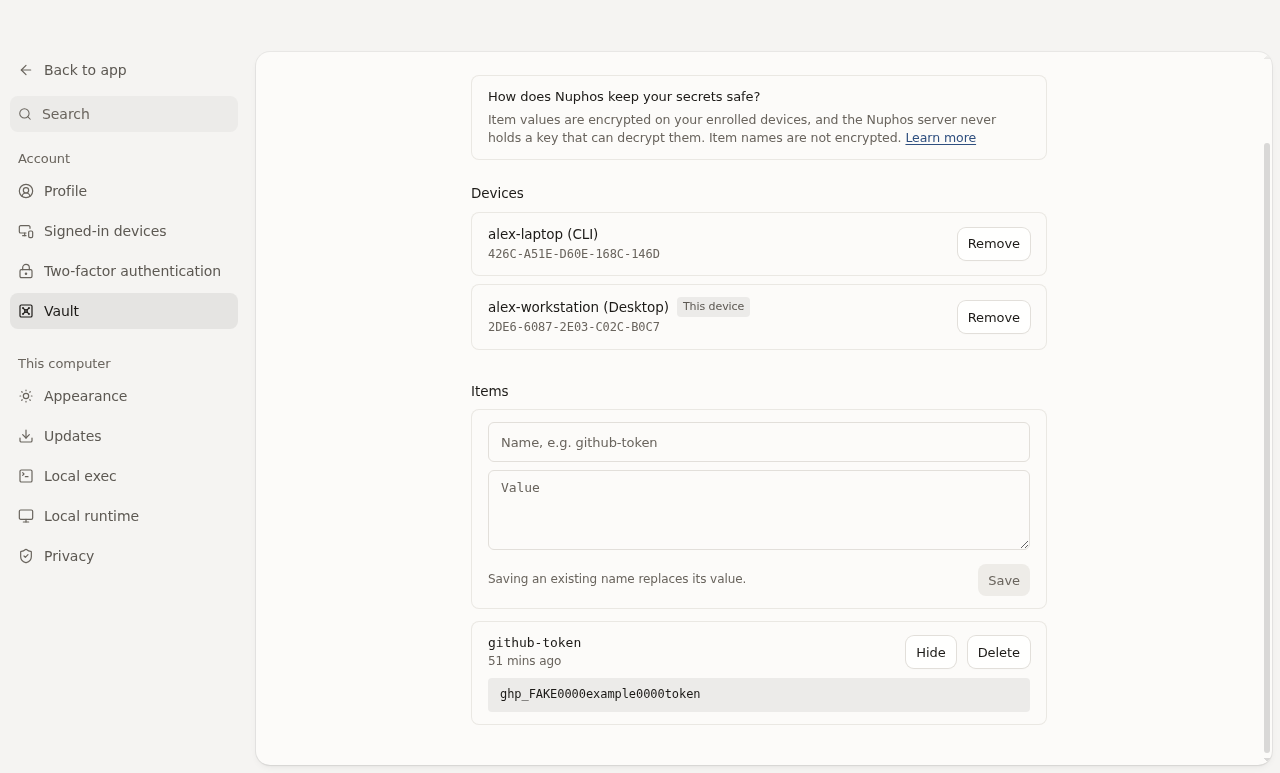 Back to app
Search
Account
Profile
Signed-in devices
Two-factor authentication
Vault
This computer
Appearance
Updates
Local exec
Local runtime
Privacy
How does Nuphos keep your secrets safe?
Item values are encrypted on your enrolled devices, and the Nuphos server never
holds a key that can decrypt them. Item names are not encrypted. Learn more
Devices
alex-laptop (CLI)
426C-A51E-D60E-168C-146D
Remove
alex-workstation (Desktop) This device
2DE6-6087-2E03-C02C-B0C7
Remove
Items
Name, e.g. github-token
Value
Saving an existing name replaces its value.
Save
github-token
51 mins ago
Hide
Delete
ghp_FAKE0000example0000token